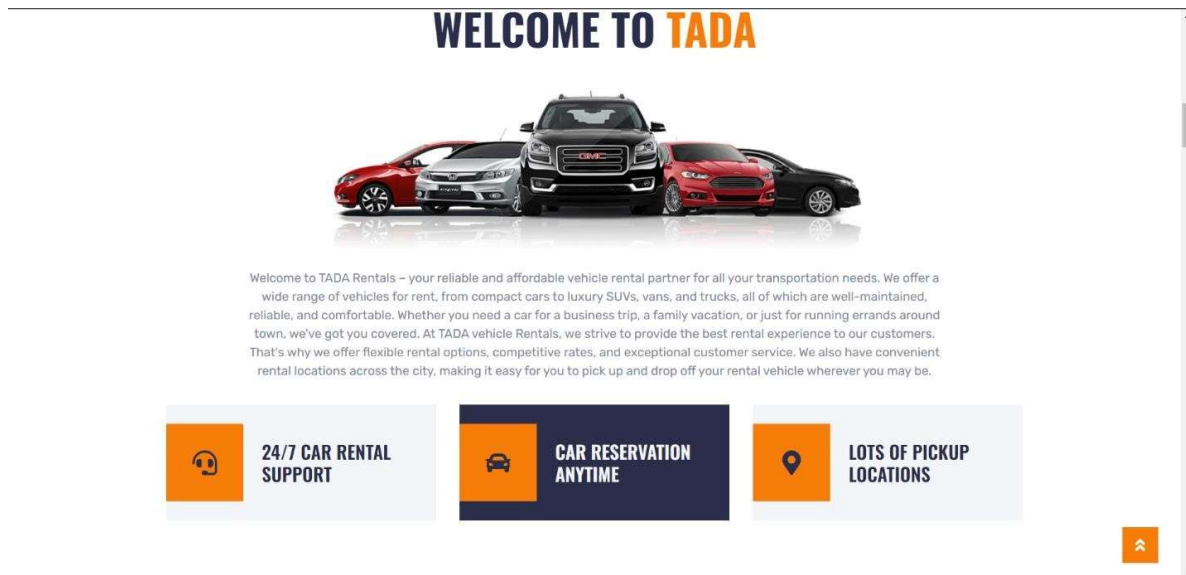 WELCOME TO TADA
GMC
Welcome to TADA Rentals – your reliable and affordable vehicle rental partner for all your transportation needs. We offer a
wide range of vehicles for rent, from compact cars to luxury SUVs, vans, and trucks, all of which are well-maintained,
reliable, and comfortable. Whether you need a car for a business trip, a family vacation, or just for running errands around
town, we've got you covered. At TADA vehicle Rentals, we strive to provide the best rental experience to our customers.
That's why we offer flexible rental options, competitive rates, and exceptional customer service. We also have convenient
rental locations across the city, making it easy for you to pick up and drop off your rental vehicle wherever you may be.
24/7 CAR RENTAL
SUPPORT
CAR RESERVATION
ANYTIME
LOTS OF PICKUP
LOCATIONS